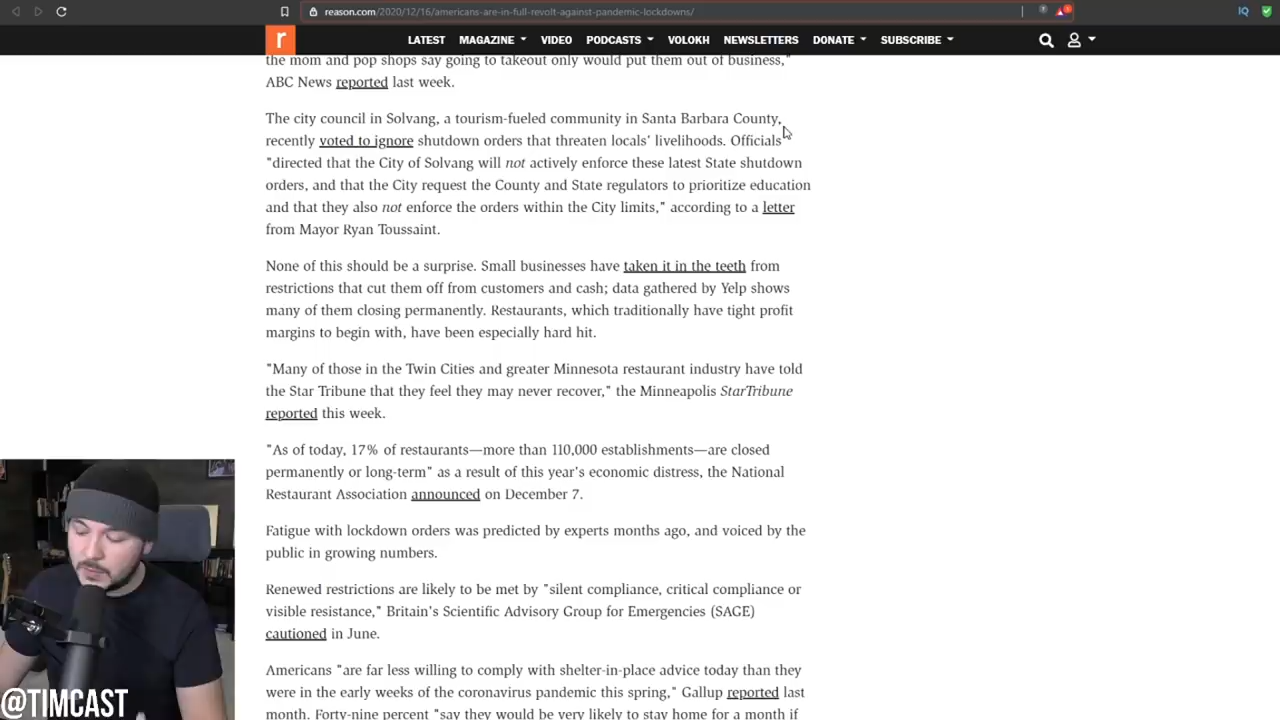 reason.com/2020/12/16/americans-are-in-full-revolt-against-pandemic-lockdowns/
IQ
r
LATEST MAGAZINE VIDEO PODCASTS VOLOKH NEWSLETTERS DONATE SUBSCRIBE
the mom and pop shops say going to takeout only would put them out of business,"
ABC News reported last week.
The city council in Solvang, a tourism-fueled community in Santa Barbara County,
recently voted to ignore shutdown orders that threaten locals' livelihoods. Officials
"directed that the City of Solvang will not actively enforce these latest State shutdown
orders, and that the City request the County and State regulators to prioritize education
and that they also not enforce the orders within the City limits," according to a letter
from Mayor Ryan Toussaint.
None of this should be a surprise. Small businesses have taken it in the teeth from
restrictions that cut them off from customers and cash; data gathered by Yelp shows
many of them closing permanently. Restaurants, which traditionally have tight profit
margins to begin with, have been especially hard hit.
"Many of those in the Twin Cities and greater Minnesota restaurant industry have told
the Star Tribune that they feel they may never recover," the Minneapolis StarTribune
reported this week.
"As of today, 17% of restaurants—more than 110,000 establishments—are closed
permanently or long-term" as a result of this year's economic distress, the National
Restaurant Association announced on December 7.
Fatigue with lockdown orders was predicted by experts months ago, and voiced by the
public in growing numbers.
Renewed restrictions are likely to be met by "silent compliance, critical compliance or
visible resistance," Britain's Scientific Advisory Group for Emergencies (SAGE)
cautioned in June.
Americans "are far less willing to comply with shelter-in-place advice today than they
were in the early weeks of the coronavirus pandemic this spring," Gallup reported last
month. Forty-nine percent "say they would be very likely to stay home for a month if
@TIMCAST